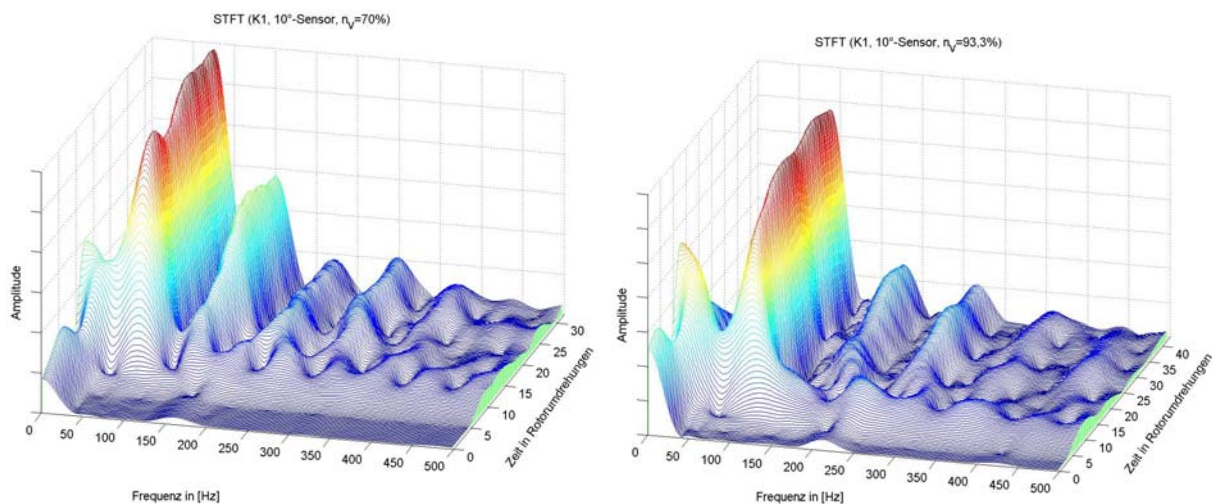 STFT (K1, 10°-Sensor, nV=70%)
Amplitude
0 50 100 150 200 250 300 350 400 450 500
Frequenz in [Hz]
0 5 10 15 20 25 30
Zeit in Rotorumdrehungen
STFT (K1, 10°-Sensor, nV=93,3%)
Amplitude
0 50 100 150 200 250 300 350 400 450 500
Frequenz in [Hz]
0 5 10 15 20 25 30 35 40
Zeit in Rotorumdrehungen